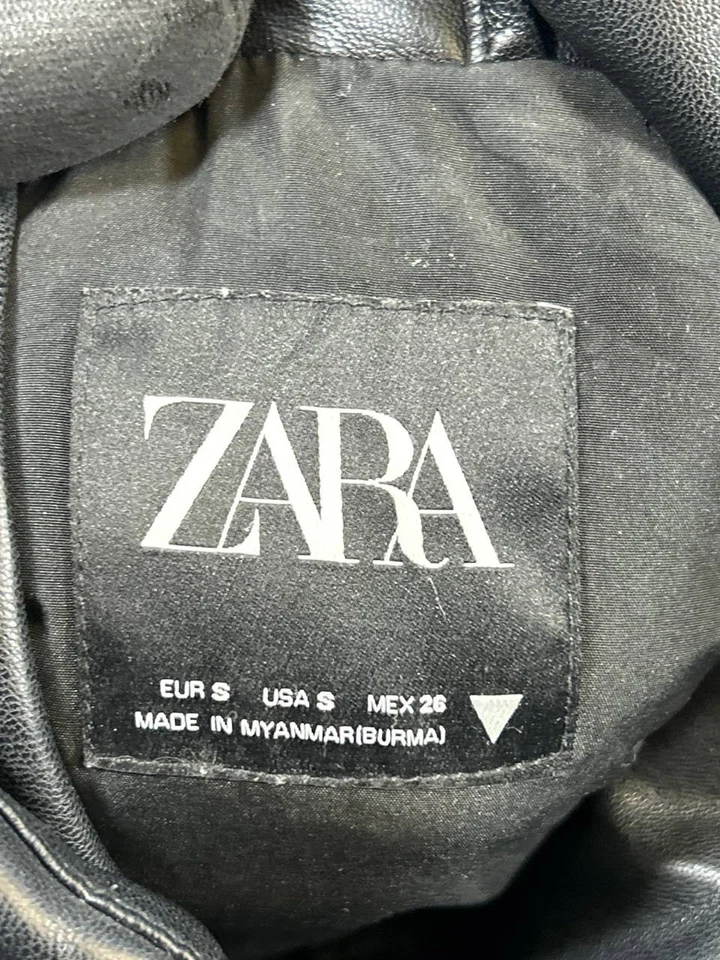 ZARA
EUR S USA S MEX 26
MADE IN MYANMAR(BURMA)